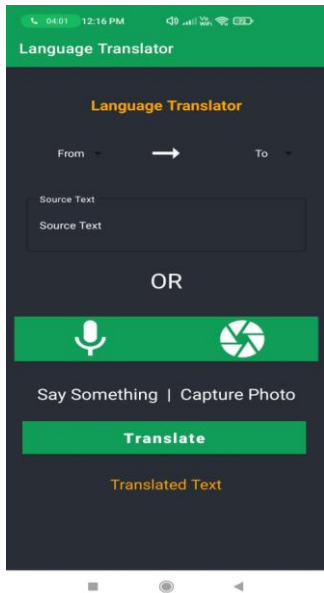 04:01 12:16 PM
Language Translator
Language Translator
From To
Source Text
Source Text
OR
Say Something | Capture Photo
Translate
Translated Text